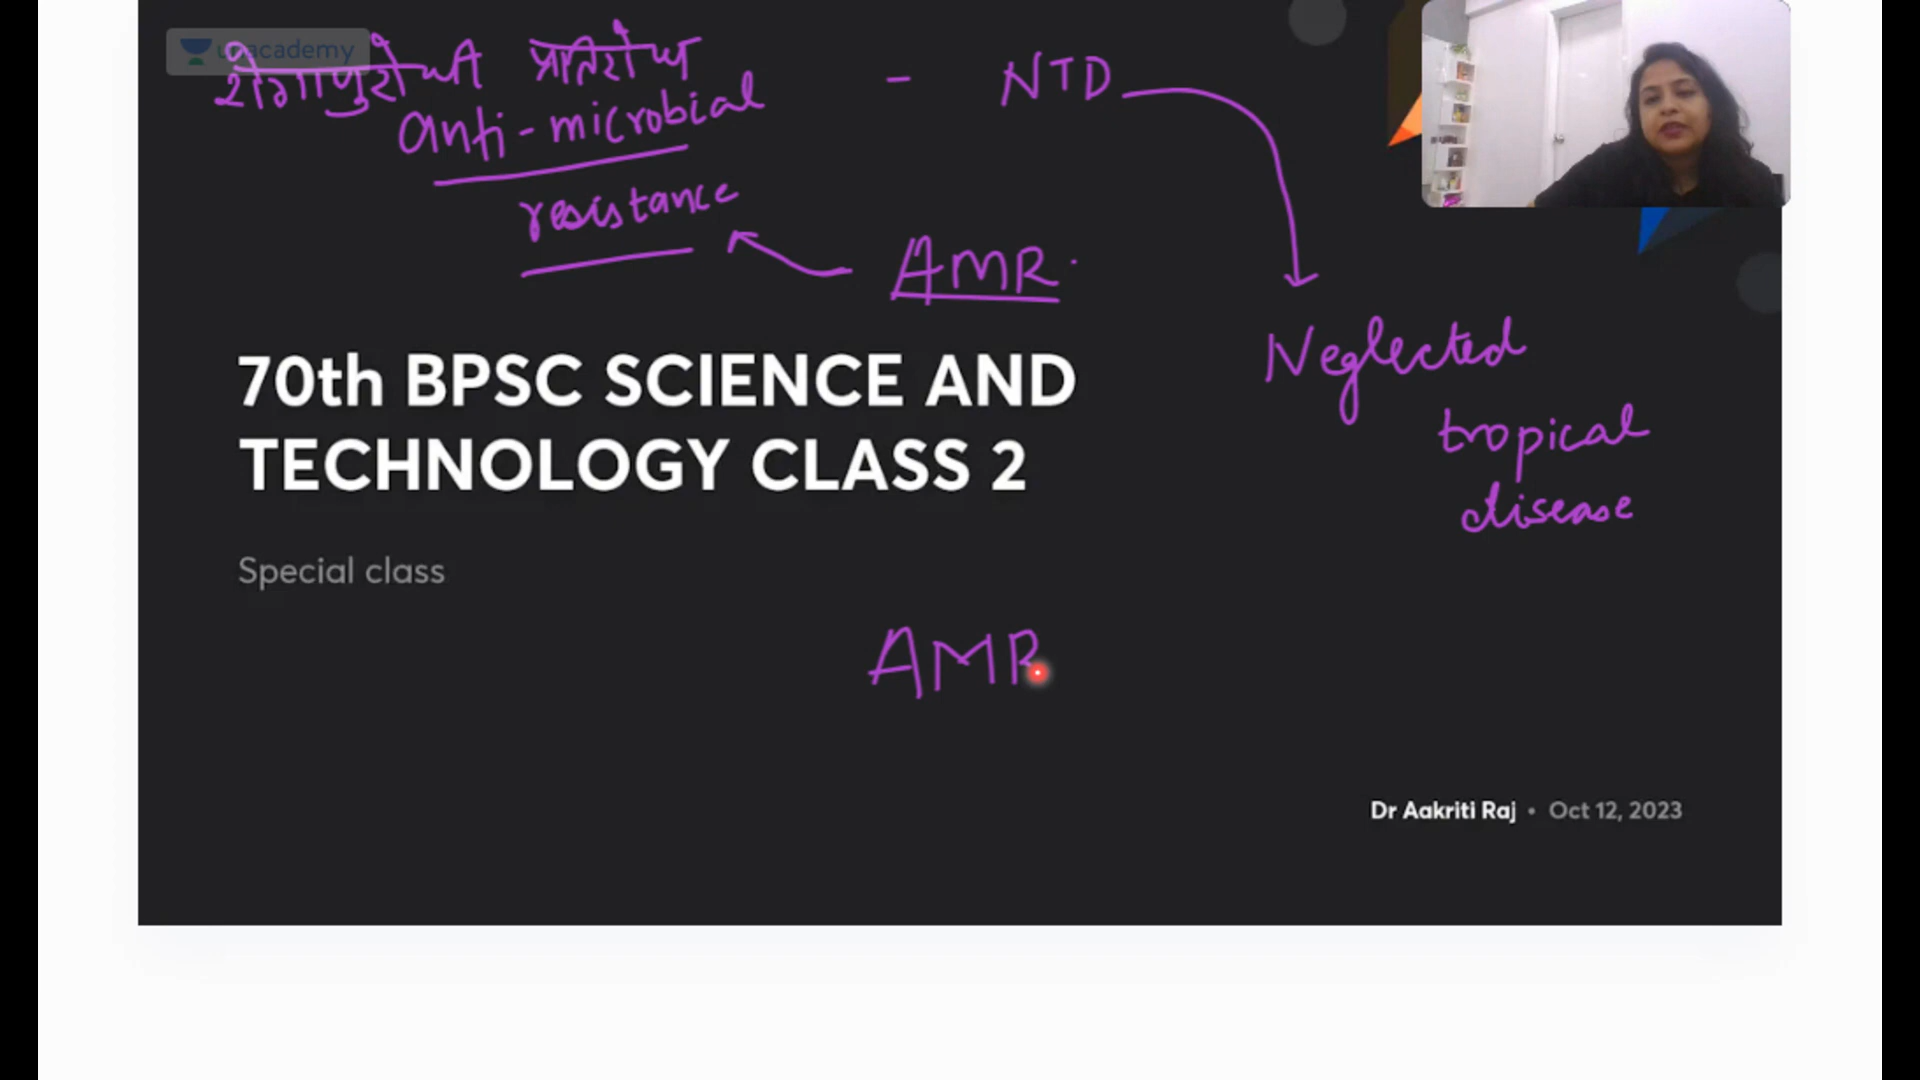 unacademy
रोगाणुरोधी प्रतिरोध - NTD
anti-microbial
resistance
AMR.
Neglected
tropical
disease
70th BPSC SCIENCE AND
TECHNOLOGY CLASS 2
Special class
AMR
Dr Aakriti Raj • Oct 12, 2023